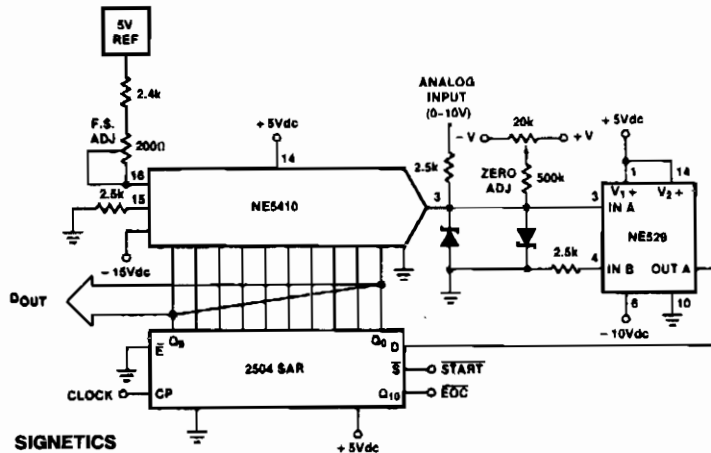 5V
REF
2.4k
F.S.
ADJ
200Ω
+5Vdc
14
16
2.5k
15
NE5410
3
-15Vdc
ANALOG
INPUT
(0-10V)
2.5k
-V
20k
+V
ZERO
ADJ
500k
+5Vdc
1
14
V1+
V2+
3
IN A
NE529
2.5k
4
IN B
OUT A
6
10
-10Vdc
DOUT
Q9
Q0
E
D
2504 SAR
S
START
CLOCK
CP
Q10
EOC
+5Vdc
SIGNETICS